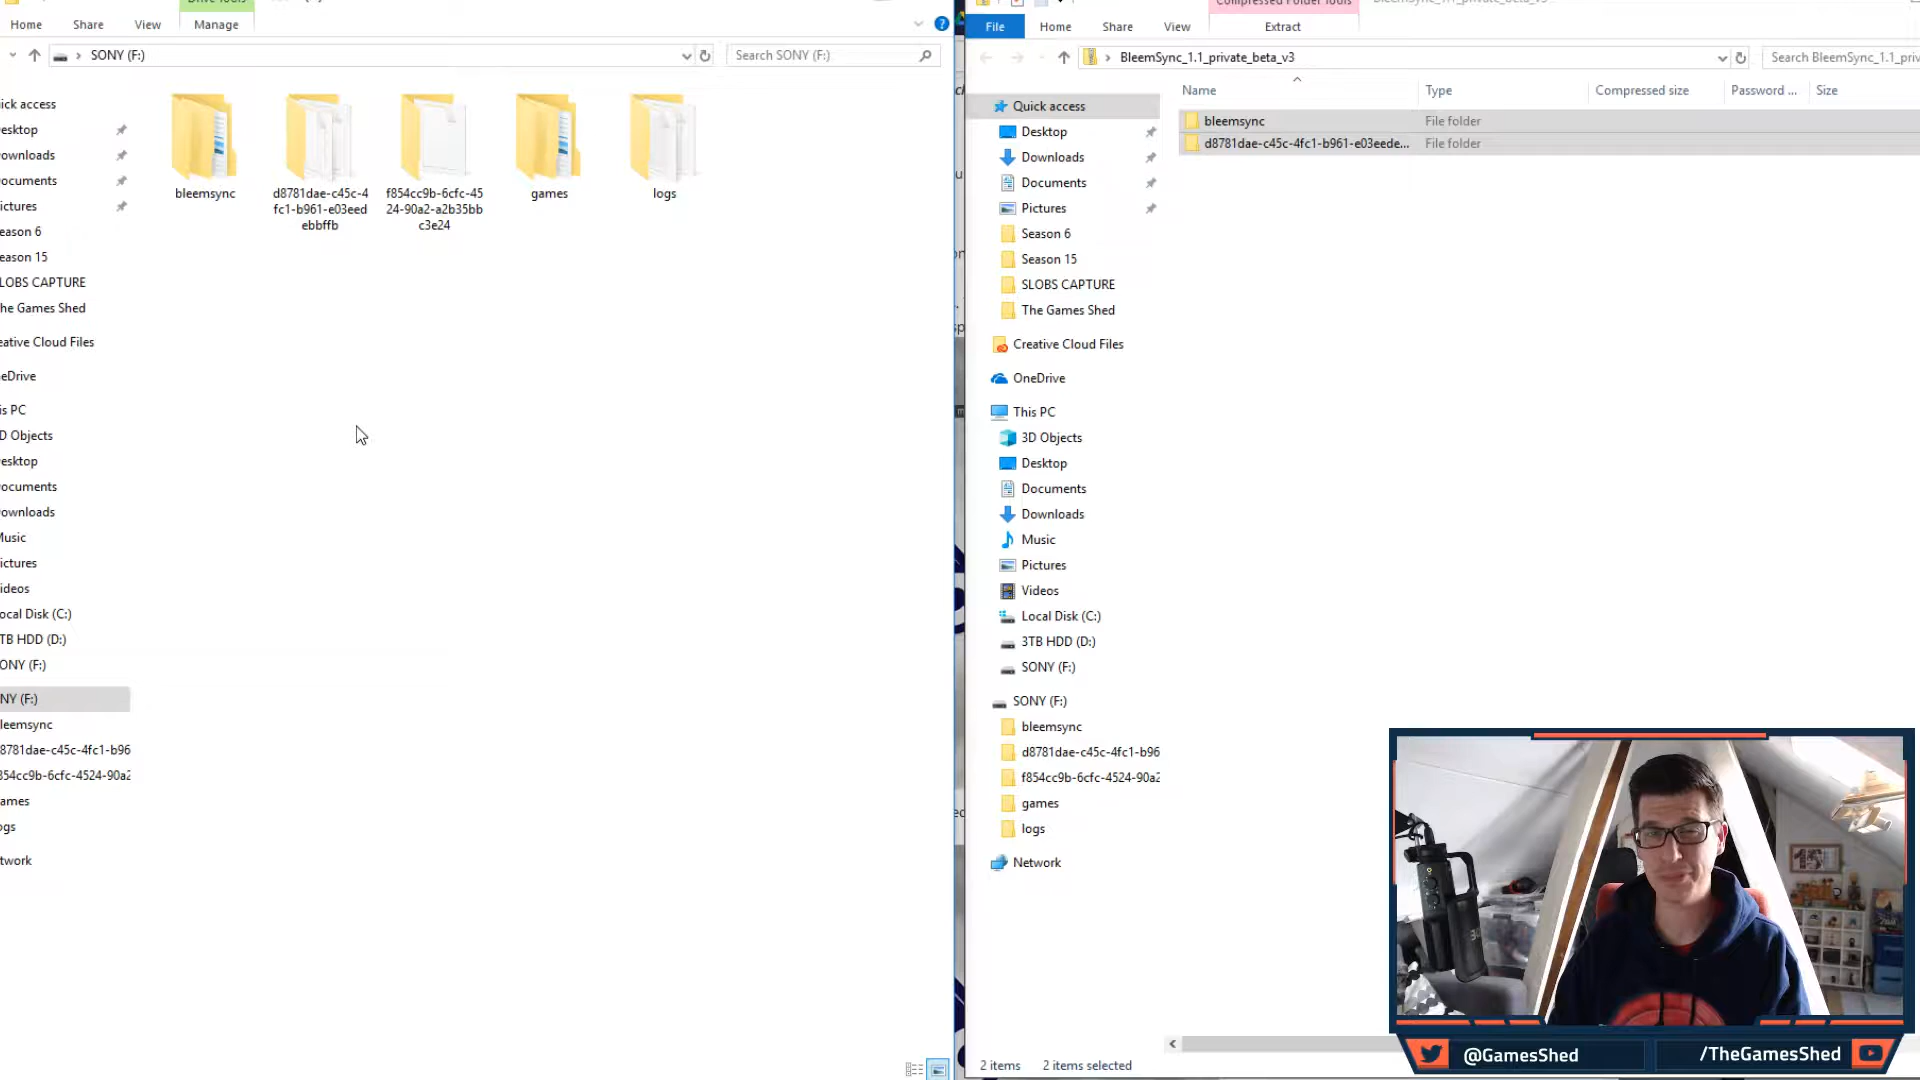 Home Share View Manage
SONY (F:)
Search SONY (F:)
ick access
esktop
ownloads
ocuments
ictures
eason 6
eason 15
LOBS CAPTURE
he Games Shed
eative Cloud Files
eDrive
is PC
D Objects
esktop
ocuments
ownloads
Music
ictures
ideos
ocal Disk (C:)
TB HDD (D:)
ONY (F:)
NY (F:)
leemsync
8781dae-c45c-4fc1-b96
854cc9b-6cfc-4524-90a2
ames
ogs
twork
bleemsync
d8781dae-c45c-4
fc1-b961-e03eed
ebbffb
f854cc9b-6cfc-45
24-90a2-a2b35bb
c3e24
games
logs
File Home Share View Extract
BleemSync_1.1_private_beta_v3
Search BleemSync_1.1_priv
Name Type Compressed size Password ... Size
bleemsync File folder
d8781dae-c45c-4fc1-b961-e03eede... File folder
Quick access
Desktop
Downloads
Documents
Pictures
Season 6
Season 15
SLOBS CAPTURE
The Games Shed
Creative Cloud Files
OneDrive
This PC
3D Objects
Desktop
Documents
Downloads
Music
Pictures
Videos
Local Disk (C:)
3TB HDD (D:)
SONY (F:)
SONY (F:)
bleemsync
d8781dae-c45c-4fc1-b96
f854cc9b-6cfc-4524-90a2
games
logs
Network
2 items 2 items selected
@GamesShed
/TheGamesShed